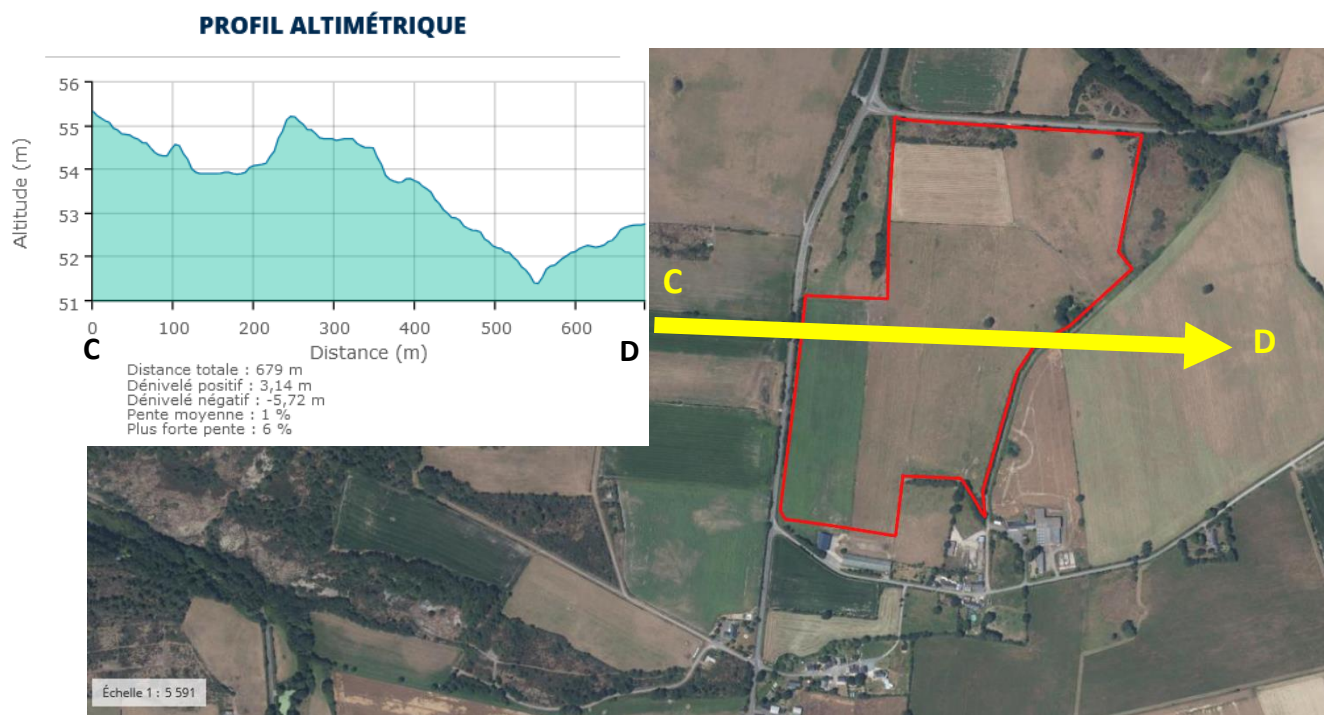 PROFIL ALTIMÉTRIQUE
56
55
54
53
52
51
Altitude (m)
0 100 200 300 400 500 600
C Distance (m) D
Distance totale : 679 m
Dénivelé positif : 3,14 m
Dénivelé négatif : -5,72 m
Pente moyenne : 1 %
Plus forte pente : 6 %
C
D
Échelle 1 : 5 591